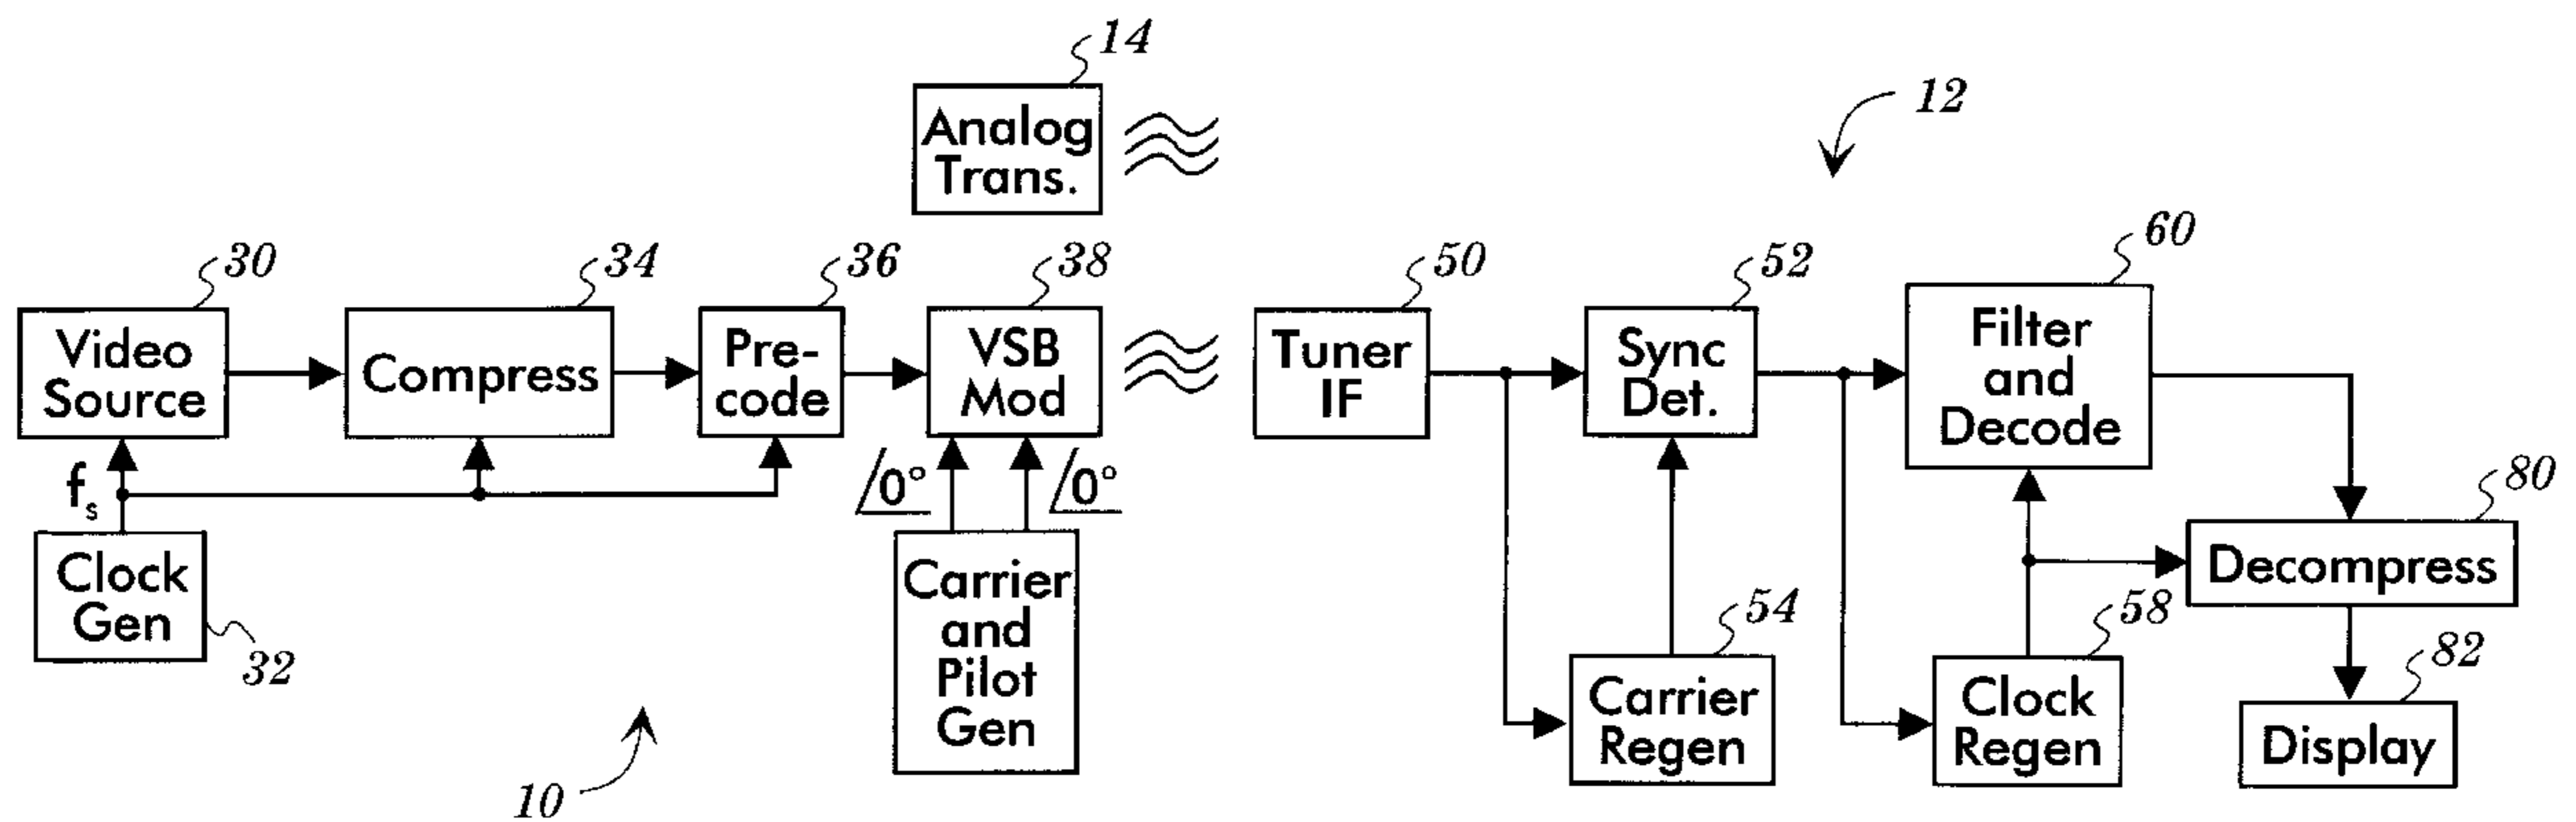 14
Analog
Trans.
12
30
34
36
38
50
52
60
Video
Source
Compress
Pre-
code
VSB
Mod
Tuner
IF
Sync
Det.
Filter
and
Decode
fs
/0°
/0°
80
Clock
Gen
32
Carrier
and
Pilot
Gen
Decompress
54
58
Carrier
Regen
Clock
Regen
82
Display
10